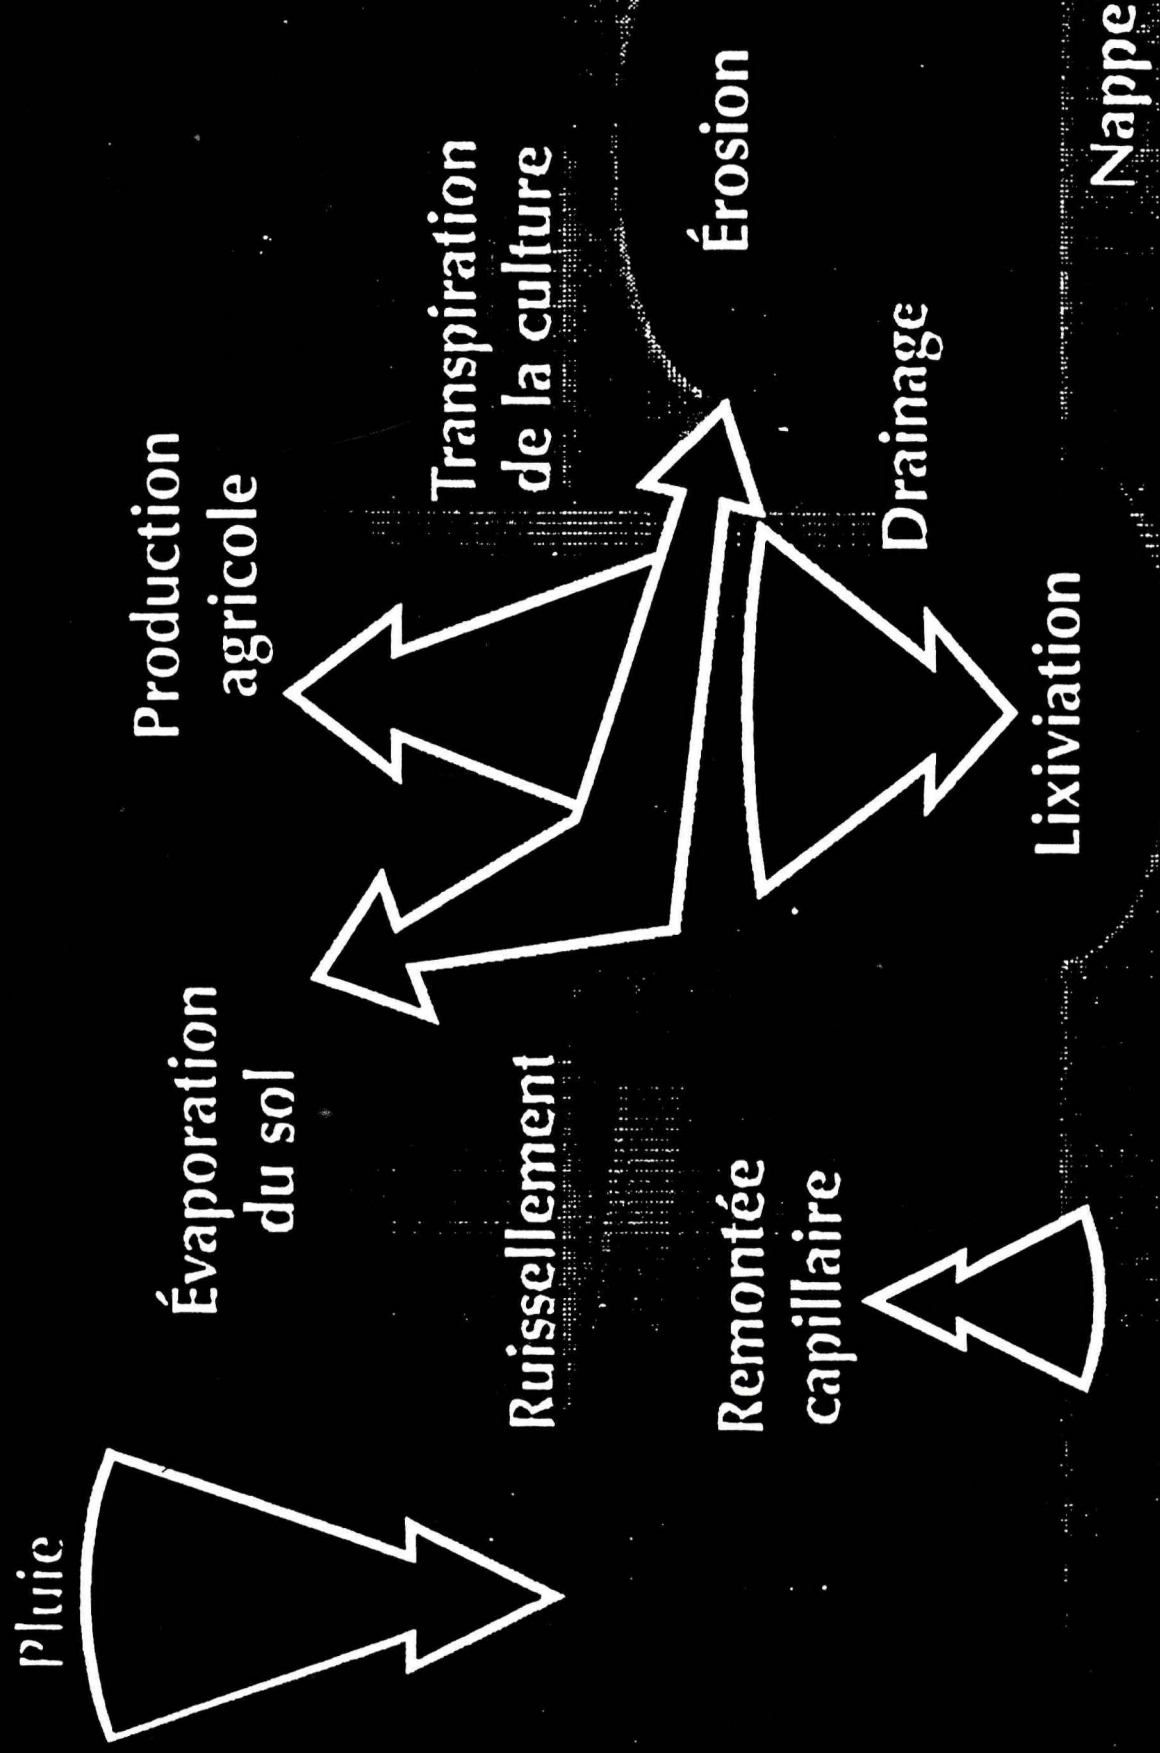 Pluie
Évaporation
du sol
Production
agricole
Transpiration
de la culture
Ruissellement
Érosion
Remontée
capillaire
Drainage
Lixiviation
Nappe